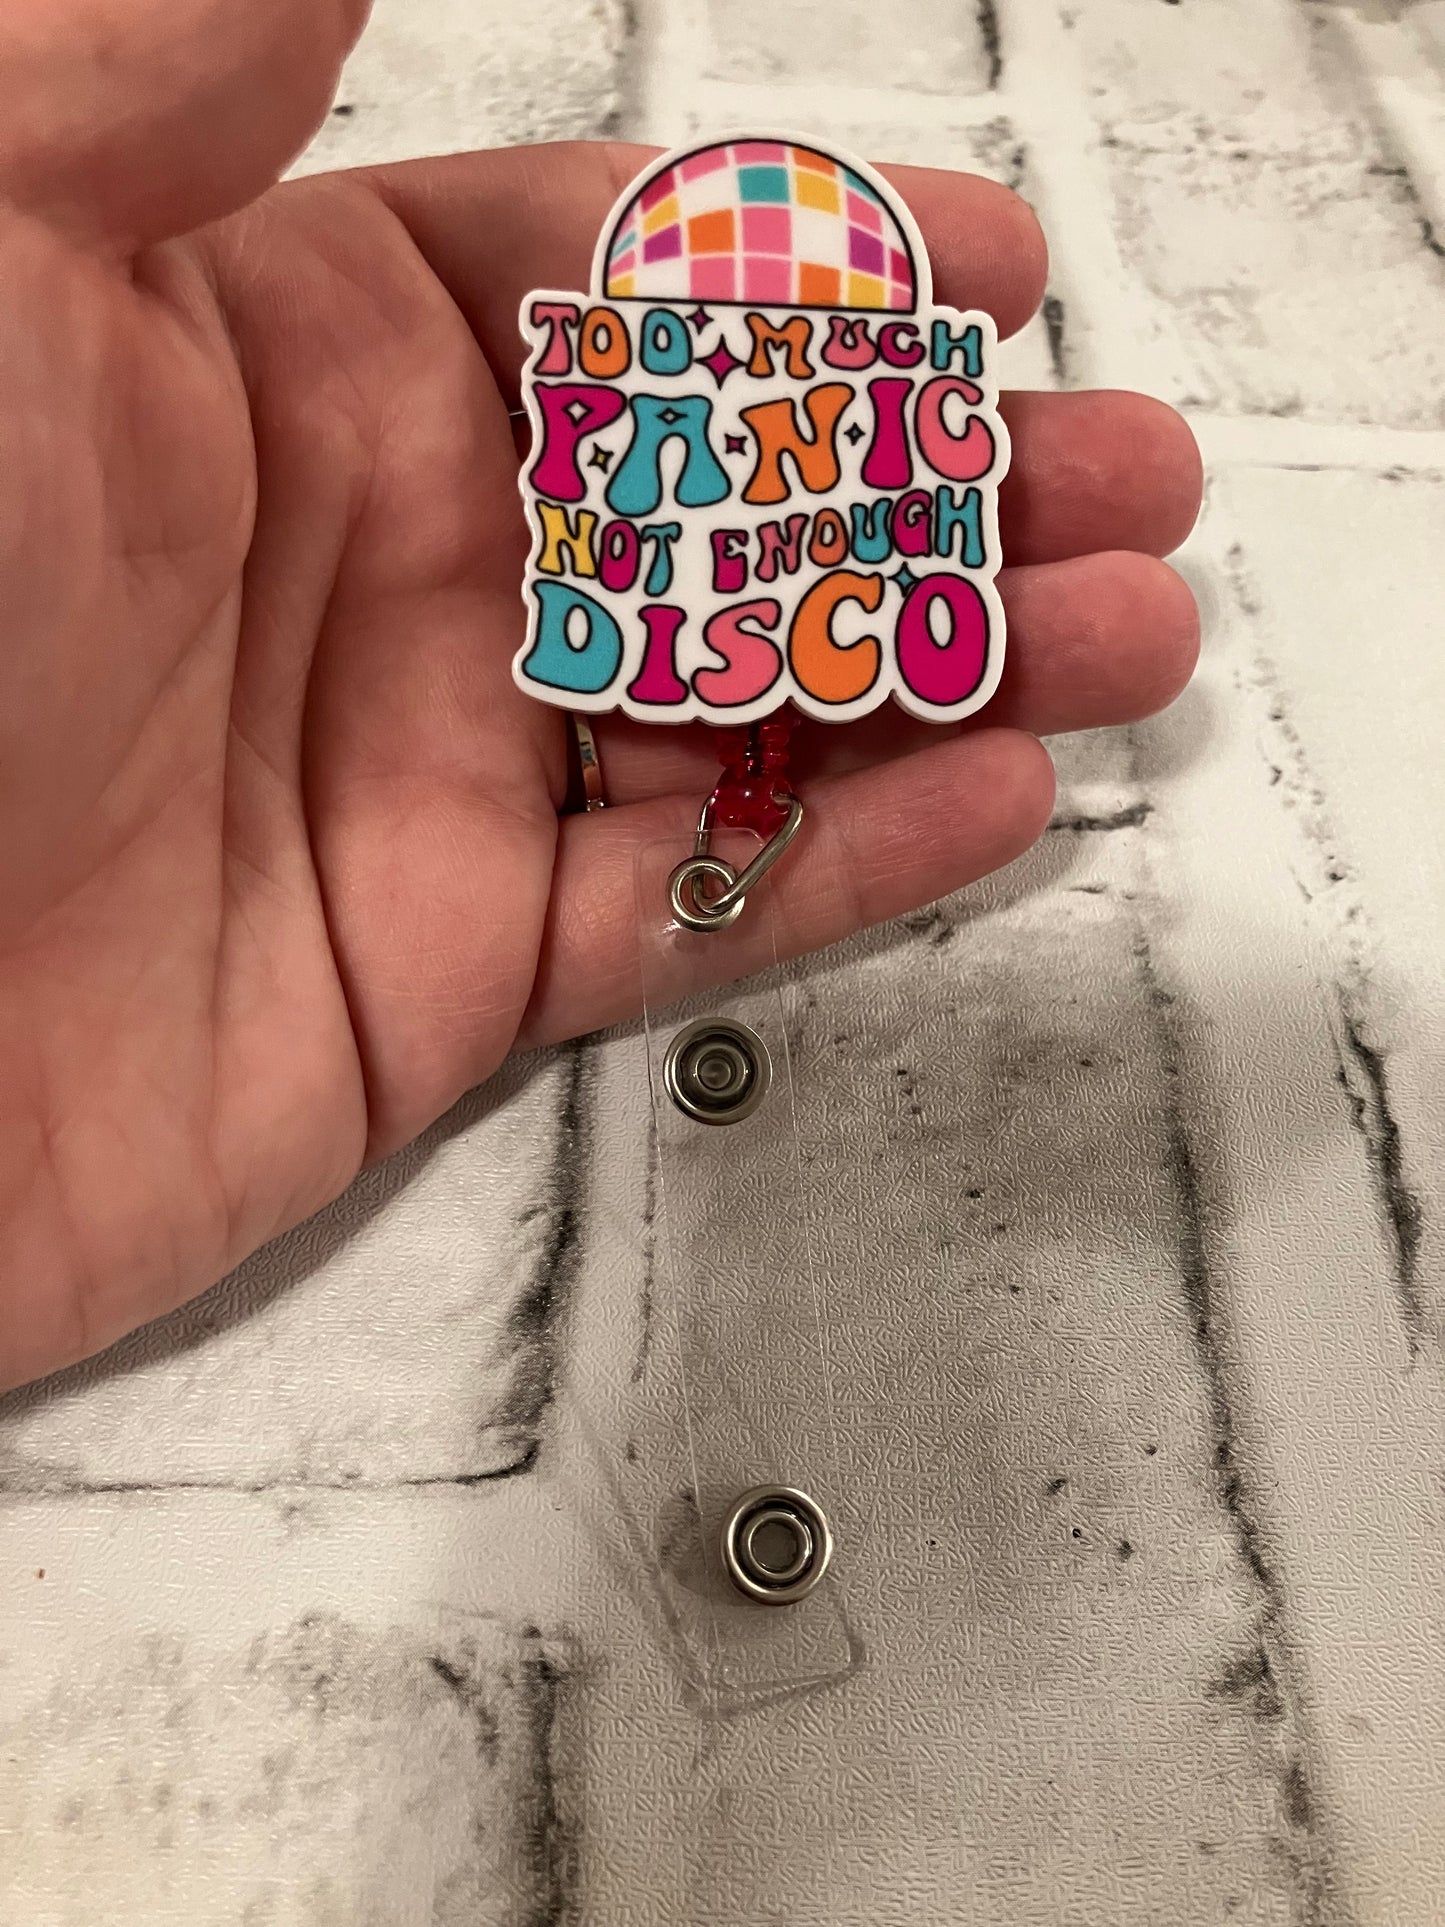 TOO MUCH
PANIC
NOT ENOUGH
DISCO